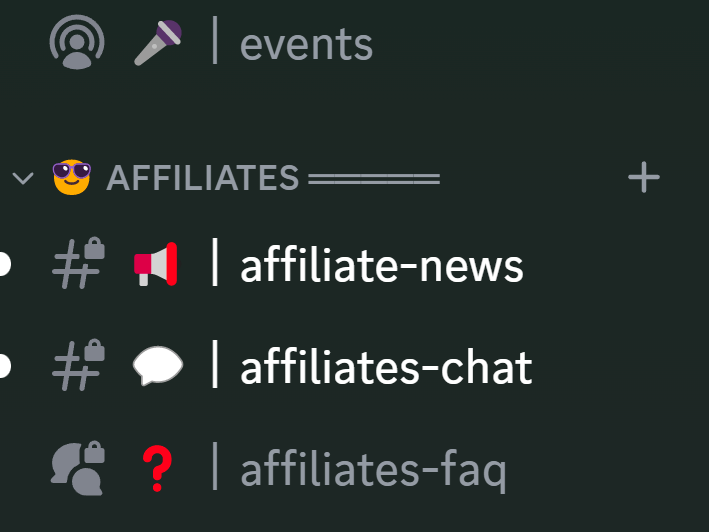 🎤 | events
😎 AFFILIATES ═════
📢 | affiliate-news
💬 | affiliates-chat
❓ | affiliates-faq